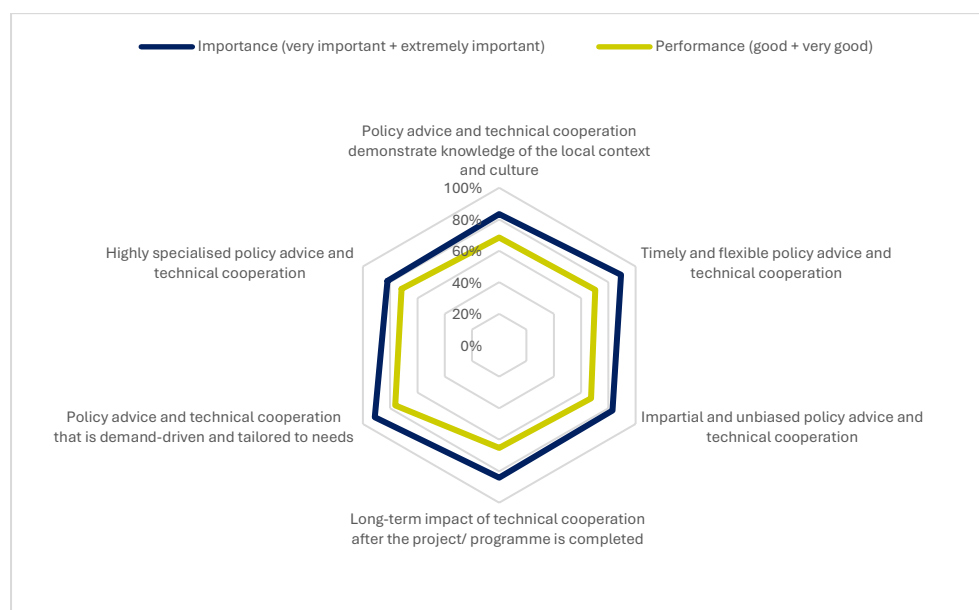 Importance (very important + extremely important)
Performance (good + very good)
Policy advice and technical cooperation
demonstrate knowledge of the local context
and culture
100%
80%
60%
40%
20%
0%
Highly specialised policy advice and
technical cooperation
Timely and flexible policy advice and
technical cooperation
Policy advice and technical cooperation
that is demand-driven and tailored to needs
Impartial and unbiased policy advice and
technical cooperation
Long-term impact of technical cooperation
after the project/ programme is completed